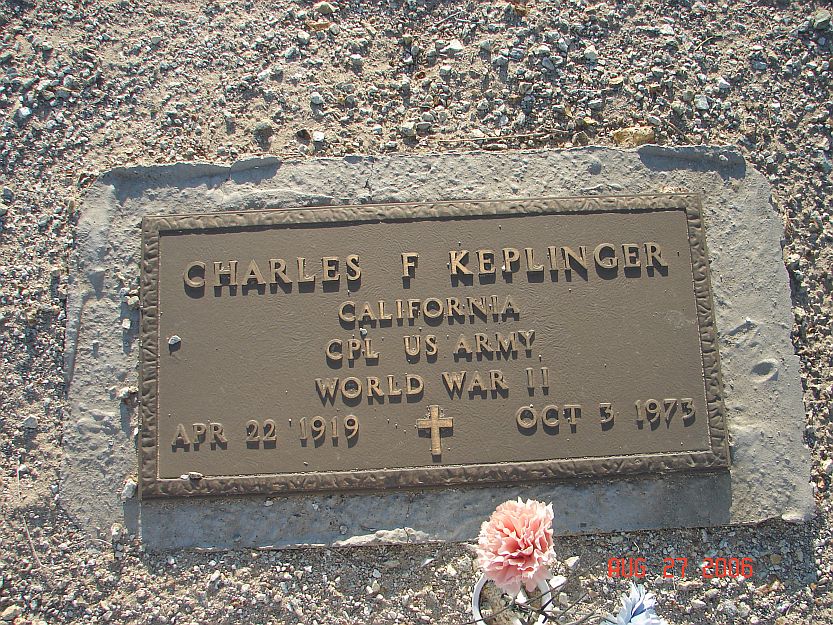 CHARLES F KEPLINGER
CALIFORNIA
CPL US ARMY
WORLD WAR II
APR 22 1919 OCT 3 1973
AUG 27 2006